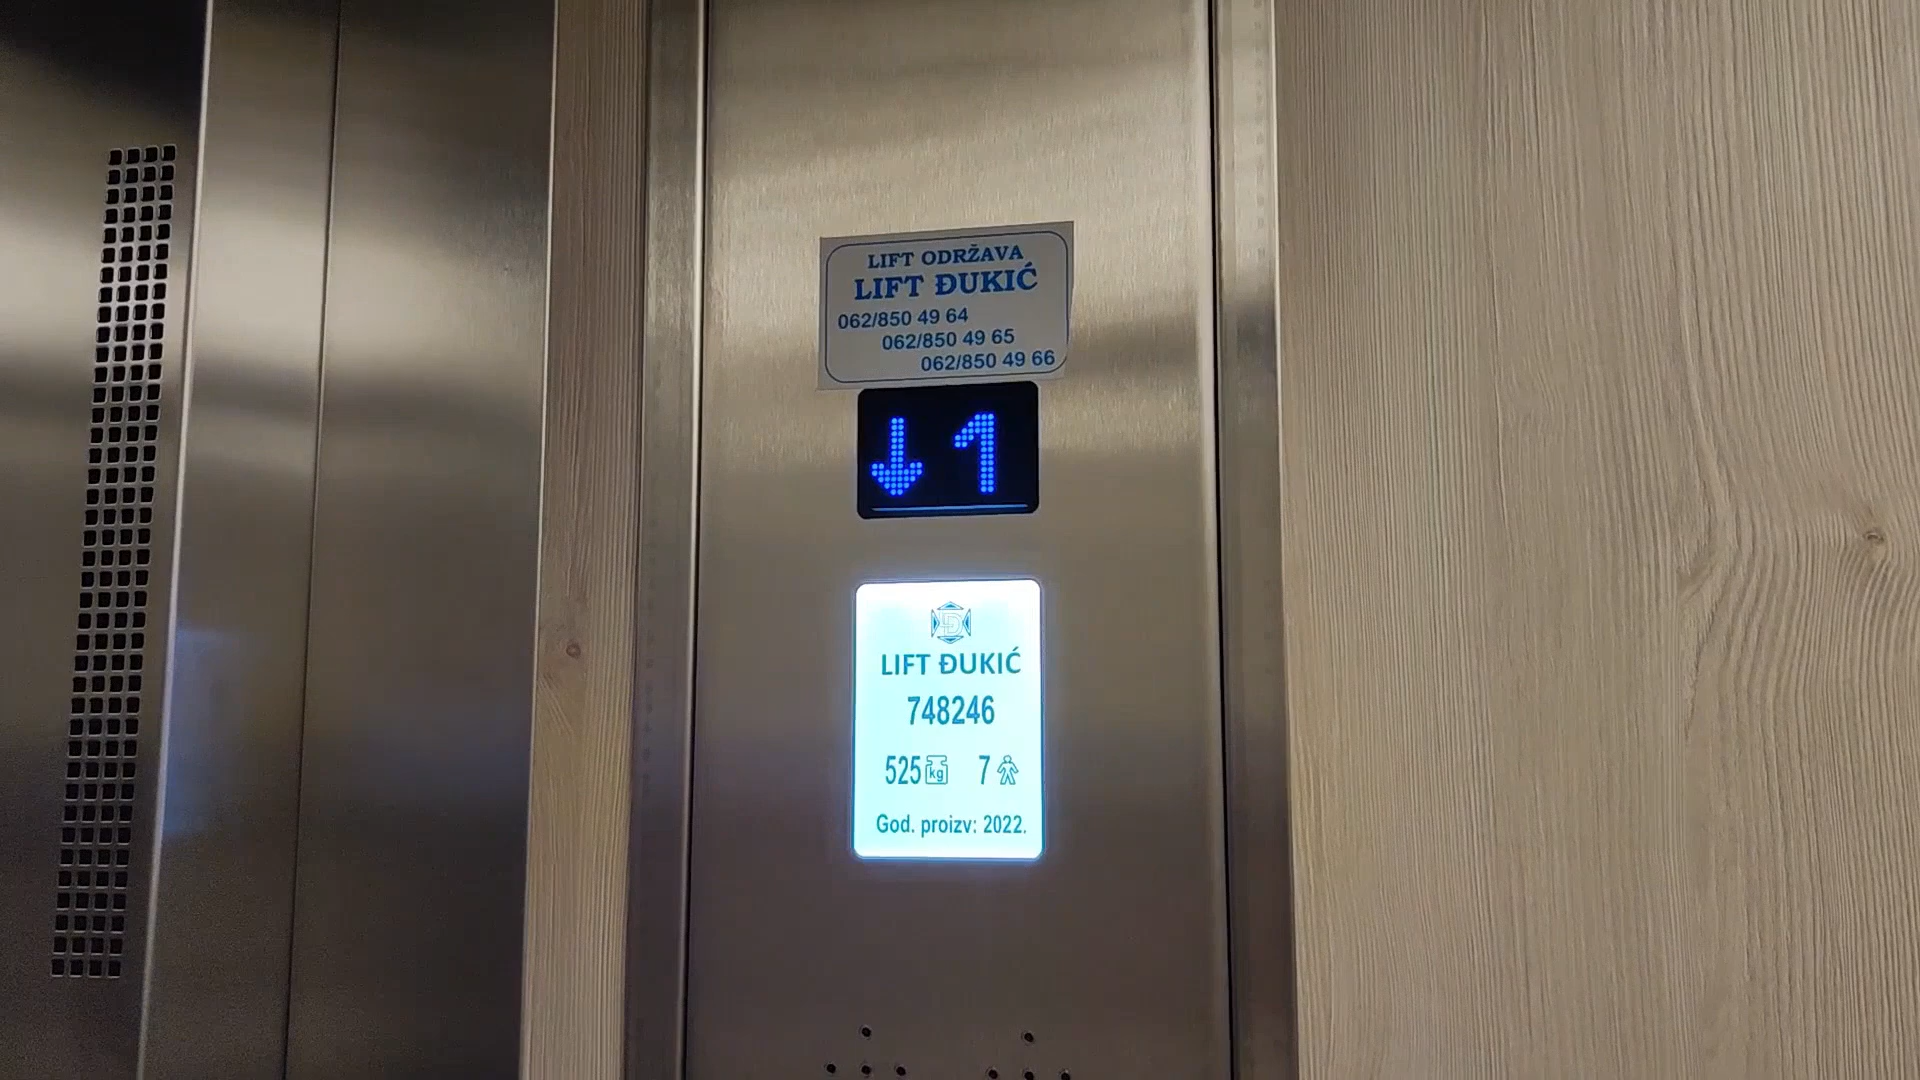 LIFT ODRŽAVA
LIFT ĐUKIĆ
062/850 49 64
062/850 49 65
062/850 49 66
↓ 1
LĐ
LIFT ĐUKIĆ
748246
525 kg 7
God. proizv: 2022.